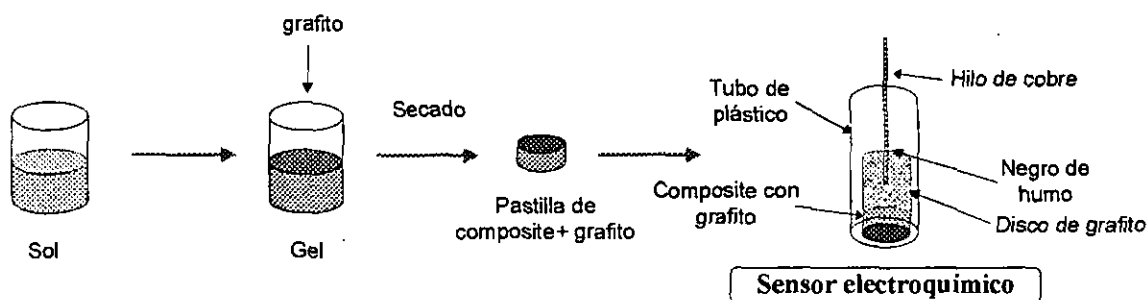 grafito
Sol
Gel
Secado
Pastilla de
composite+ grafito
Tubo de
plástico
Hilo de cobre
Negro de
humo
Composite con
grafito
Disco de grafito
Sensor electroquímico